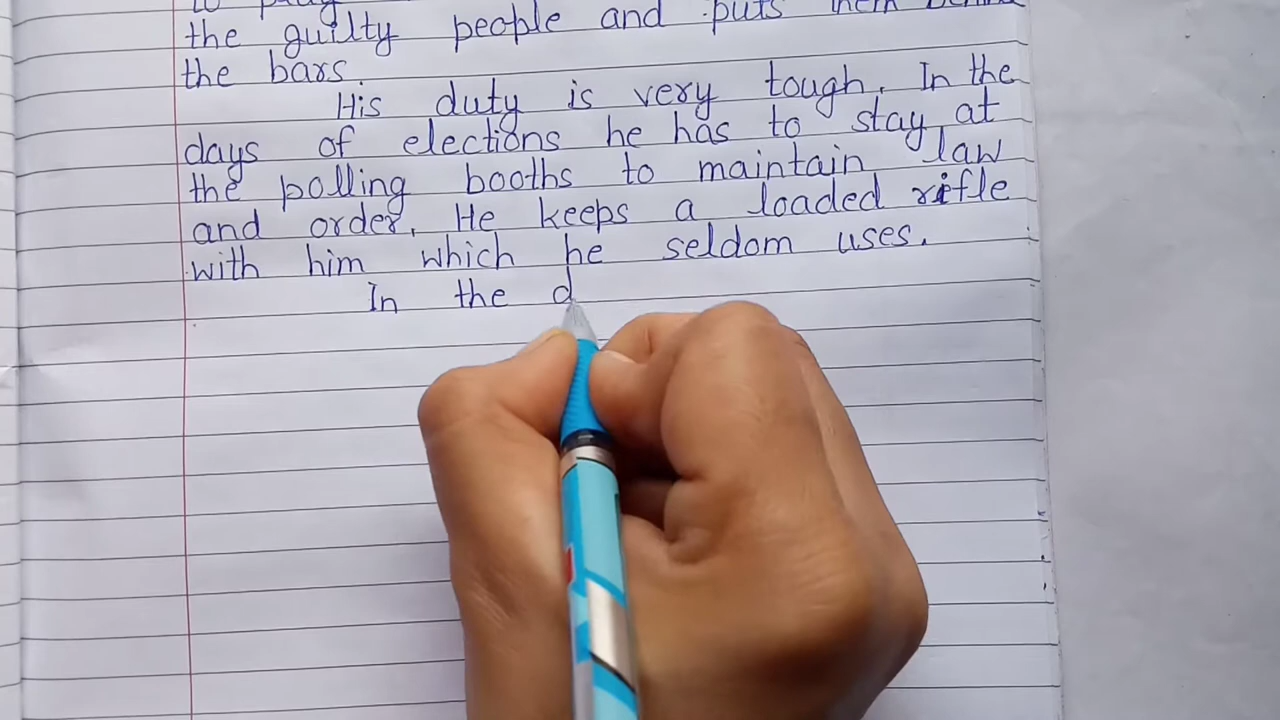 the guilty people and puts them behind
the bars.
His duty is very tough. In the
days of elections he has to stay at
the polling booths to maintain law
and order. He keeps a loaded rifle
with him which he seldom uses.
In the d